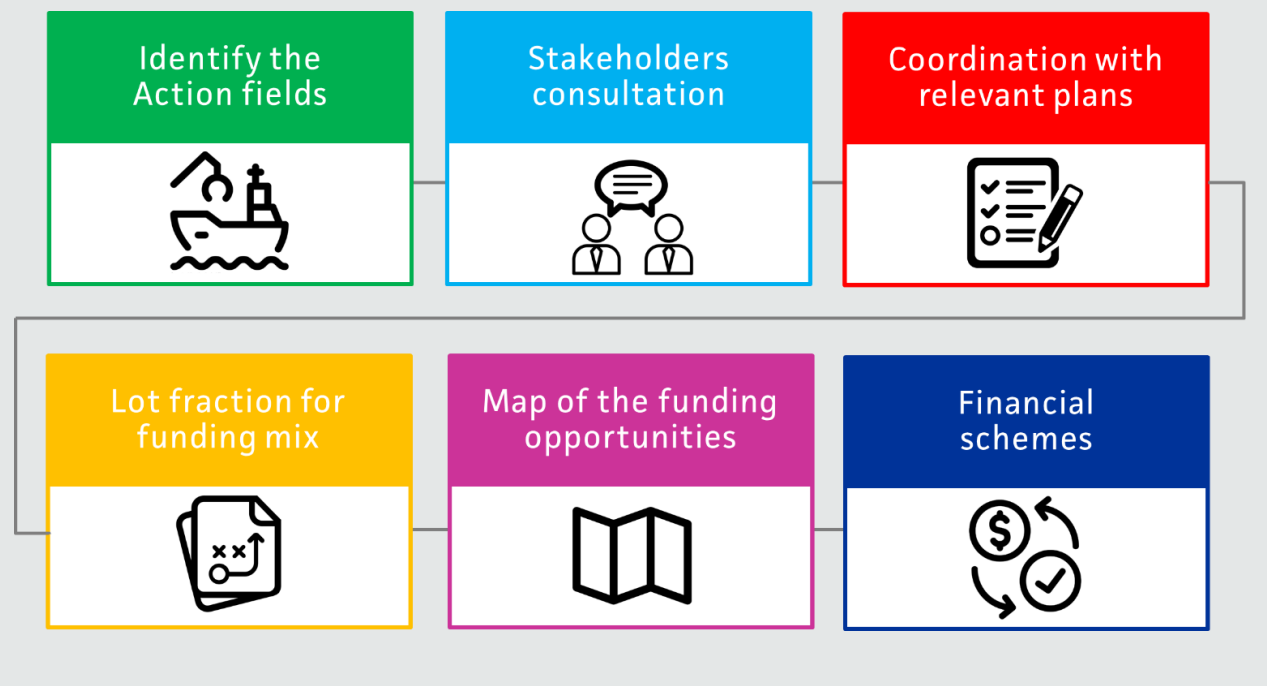 Identify the
Action fields
Stakeholders
consultation
Coordination with
relevant plans
Lot fraction for
funding mix
Map of the funding
opportunities
Financial
schemes